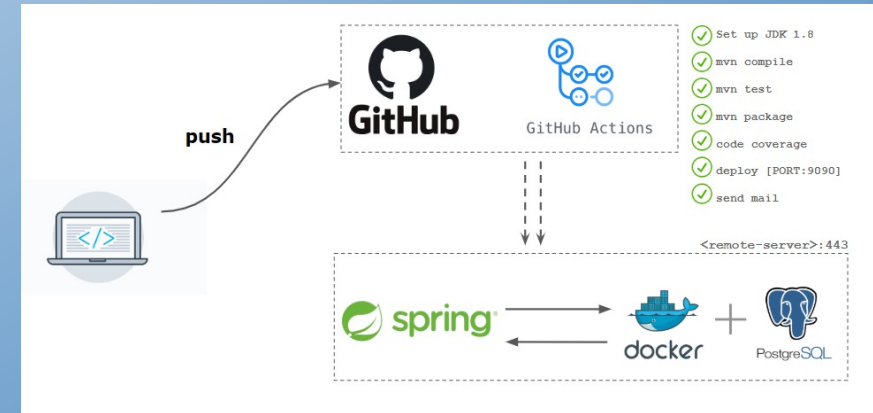 push
</>
GitHub
GitHub Actions
Set up JDK 1.8
mvn compile
mvn test
mvn package
code coverage
deploy [PORT:9090]
send mail
<remote-server>:443
spring
docker
+
PostgreSQL